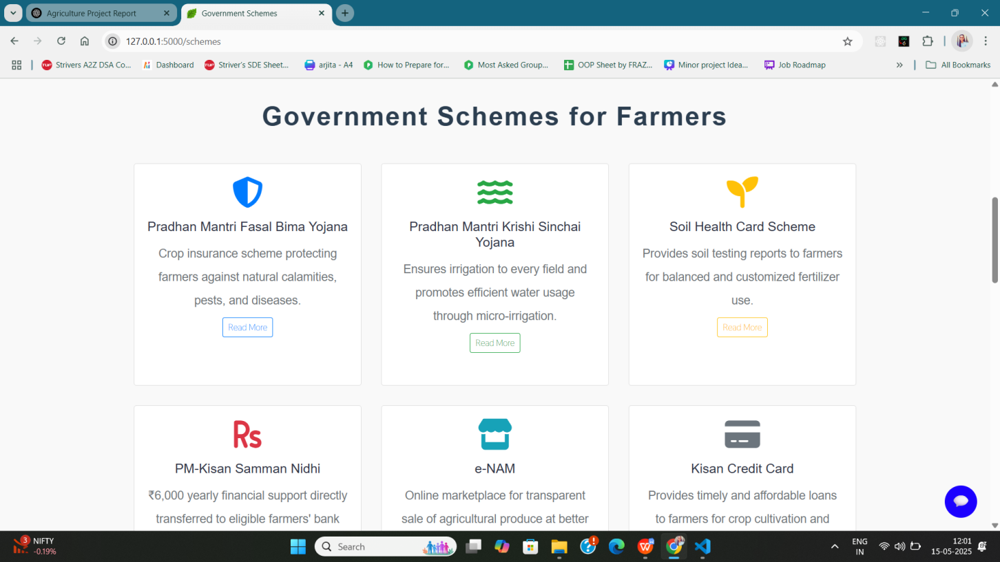 Agriculture Project Report
Government Schemes
127.0.0.1:5000/schemes
Strivers A2Z DSA Co...
Dashboard
Striver's SDE Sheet...
arjita - A4
How to Prepare for...
Most Asked Group...
OOP Sheet by FRAZ...
Minor project Idea...
Job Roadmap
All Bookmarks
Government Schemes for Farmers
Pradhan Mantri Fasal Bima Yojana
Crop insurance scheme protecting
farmers against natural calamities,
pests, and diseases.
Read More
Pradhan Mantri Krishi Sinchai
Yojana
Ensures irrigation to every field and
promotes efficient water usage
through micro-irrigation.
Read More
Soil Health Card Scheme
Provides soil testing reports to farmers
for balanced and customized fertilizer
use.
Read More
Rs
PM-Kisan Samman Nidhi
₹6,000 yearly financial support directly
transferred to eligible farmers' bank
e-NAM
Online marketplace for transparent
sale of agricultural produce at better
Kisan Credit Card
Provides timely and affordable loans
to farmers for crop cultivation and
3
NIFTY
-0.19%
Search
ENG
IN
12:01
15-05-2025